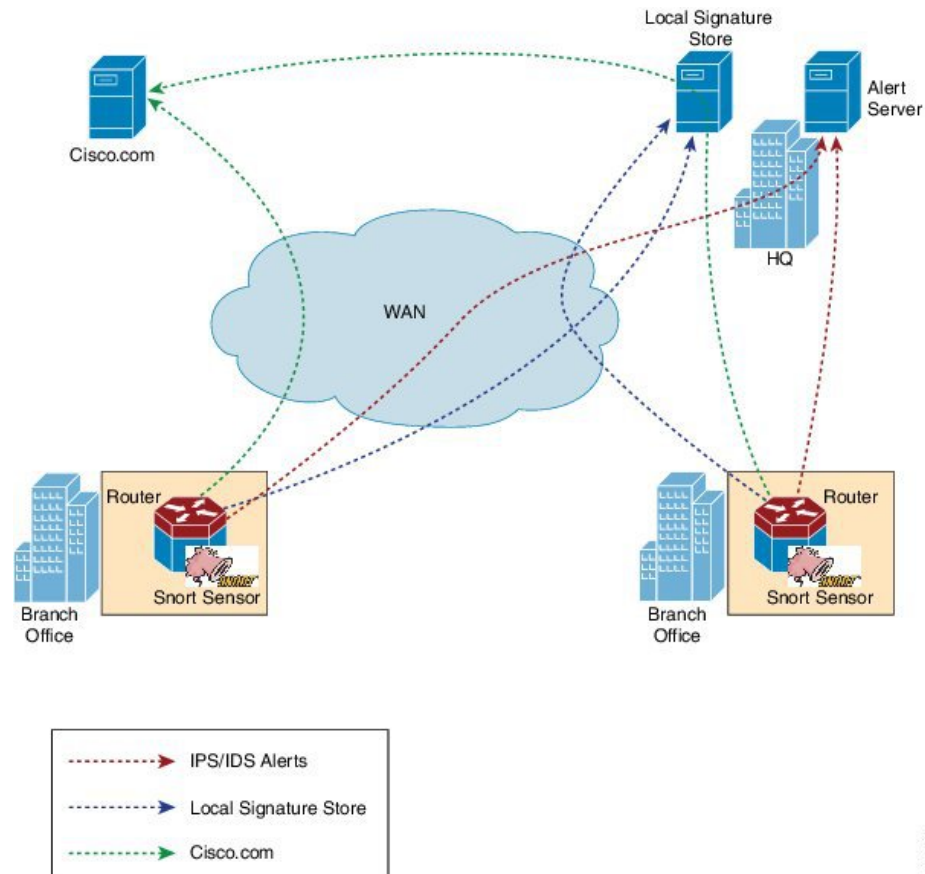 Local Signature
Store
Alert
Server
Cisco.com
HQ
WAN
Router
Snort Sensor
Branch
Office
Router
Snort Sensor
Branch
Office
IPS/IDS Alerts
Local Signature Store
Cisco.com